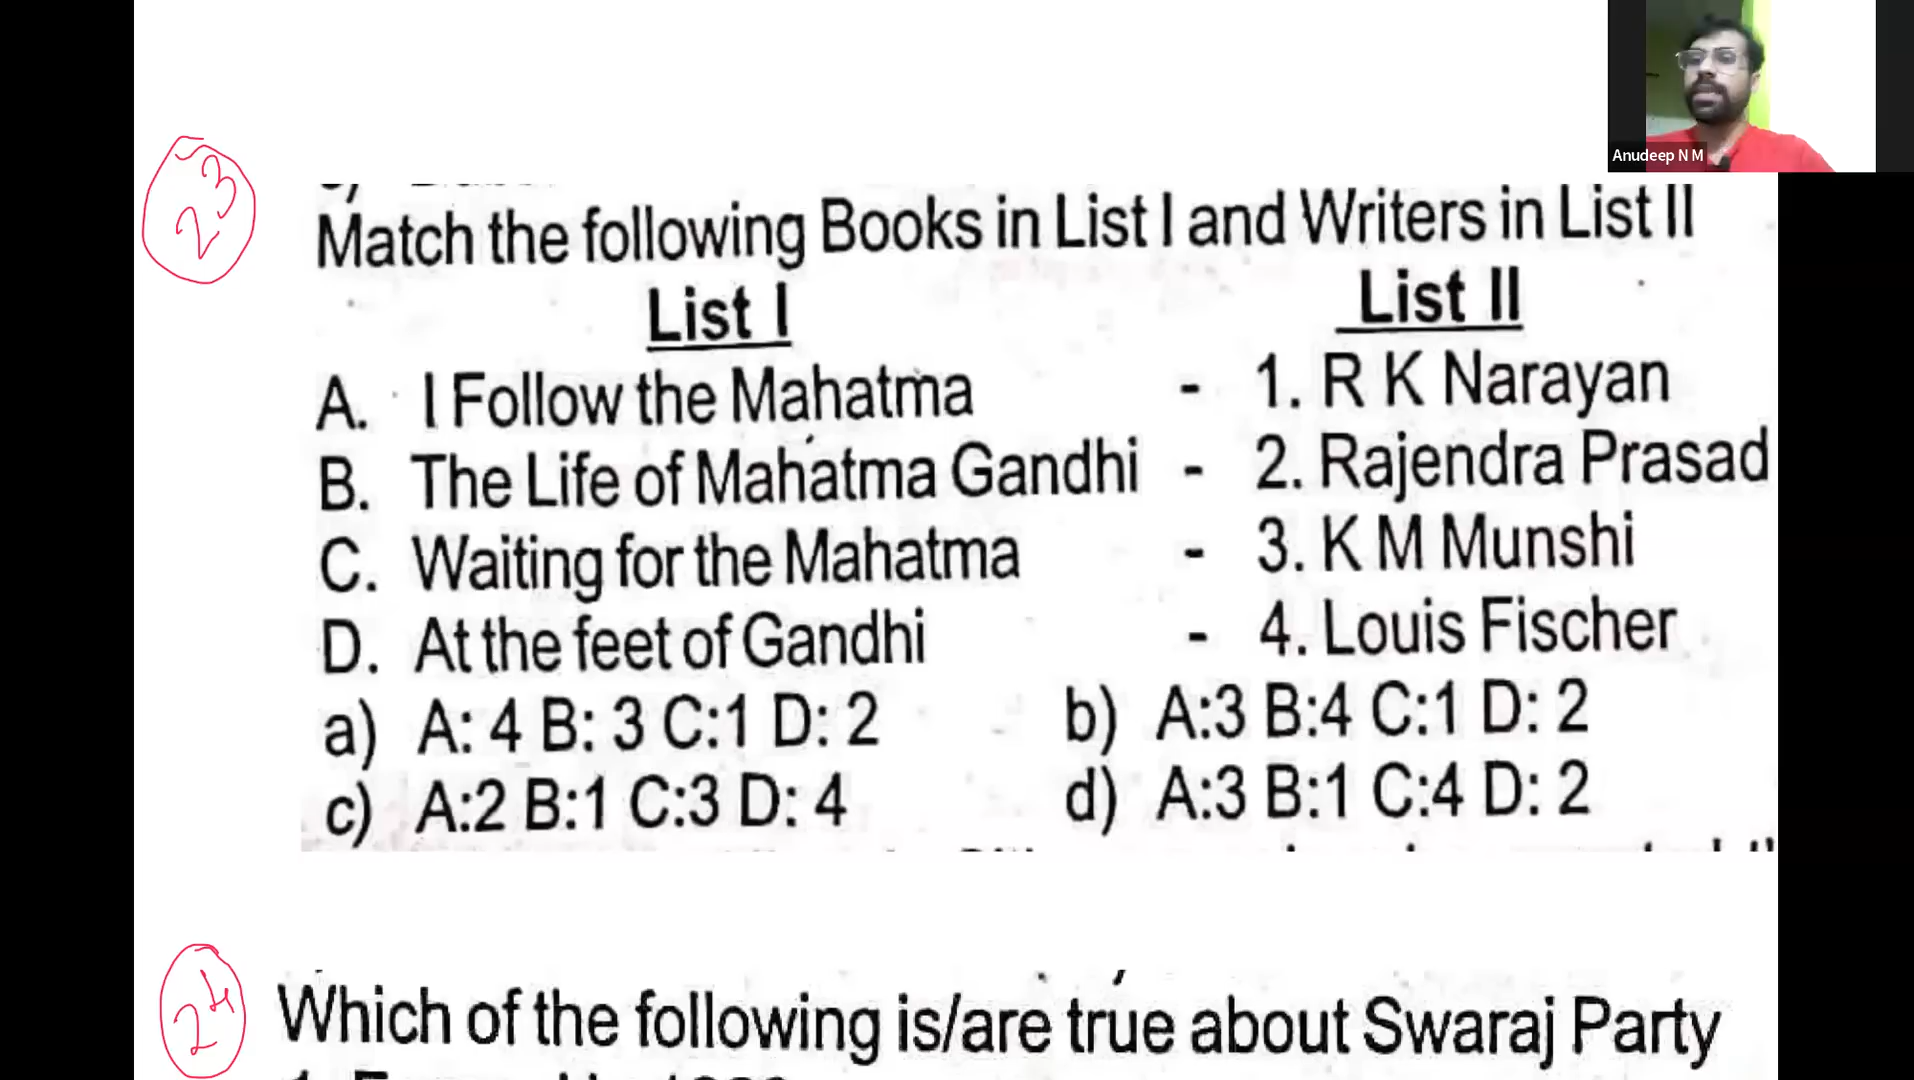 Anudeep N M
23
Match the following Books in List I and Writers in List II
List I List II
A. I Follow the Mahatma - 1. R K Narayan
B. The Life of Mahatma Gandhi - 2. Rajendra Prasad
C. Waiting for the Mahatma - 3. K M Munshi
D. At the feet of Gandhi - 4. Louis Fischer
a) A: 4 B: 3 C:1 D: 2 b) A:3 B:4 C:1 D: 2
c) A:2 B:1 C:3 D: 4 d) A:3 B:1 C:4 D: 2
24
Which of the following is/are true about Swaraj Party